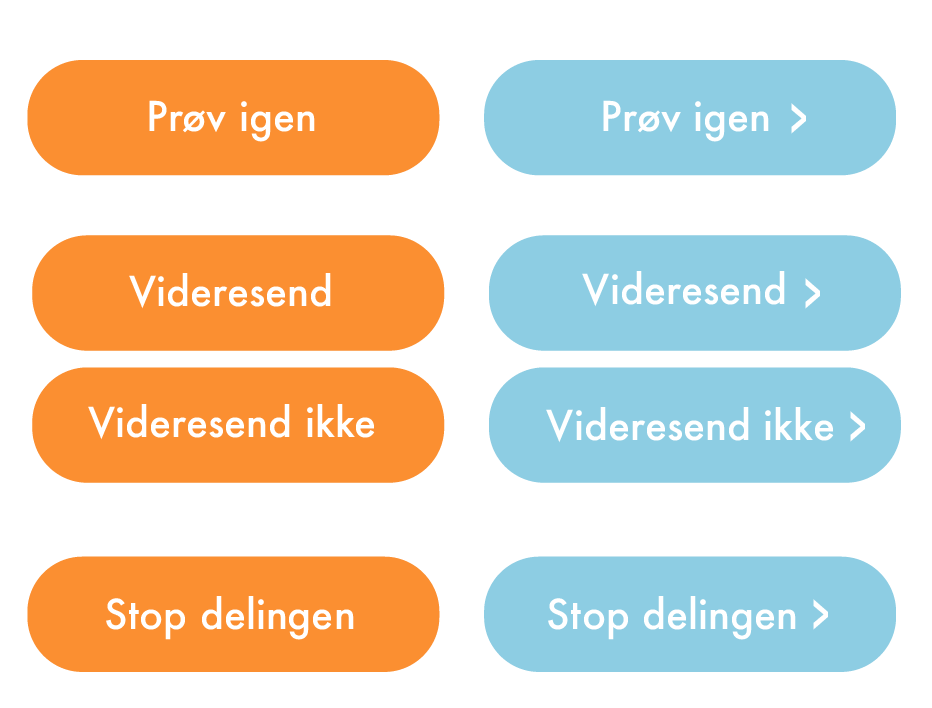 Prøv igen
Prøv igen >
Videresend
Videresend >
Videresend ikke
Videresend ikke >
Stop delingen
Stop delingen >